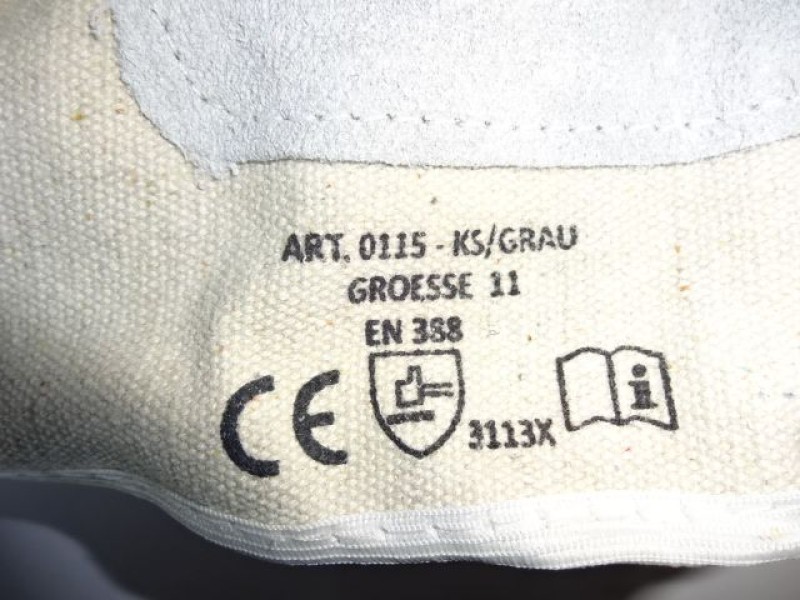 ART. 0115 - KS/GRAU
GROESSE 11
EN 388
CE
3113X
i